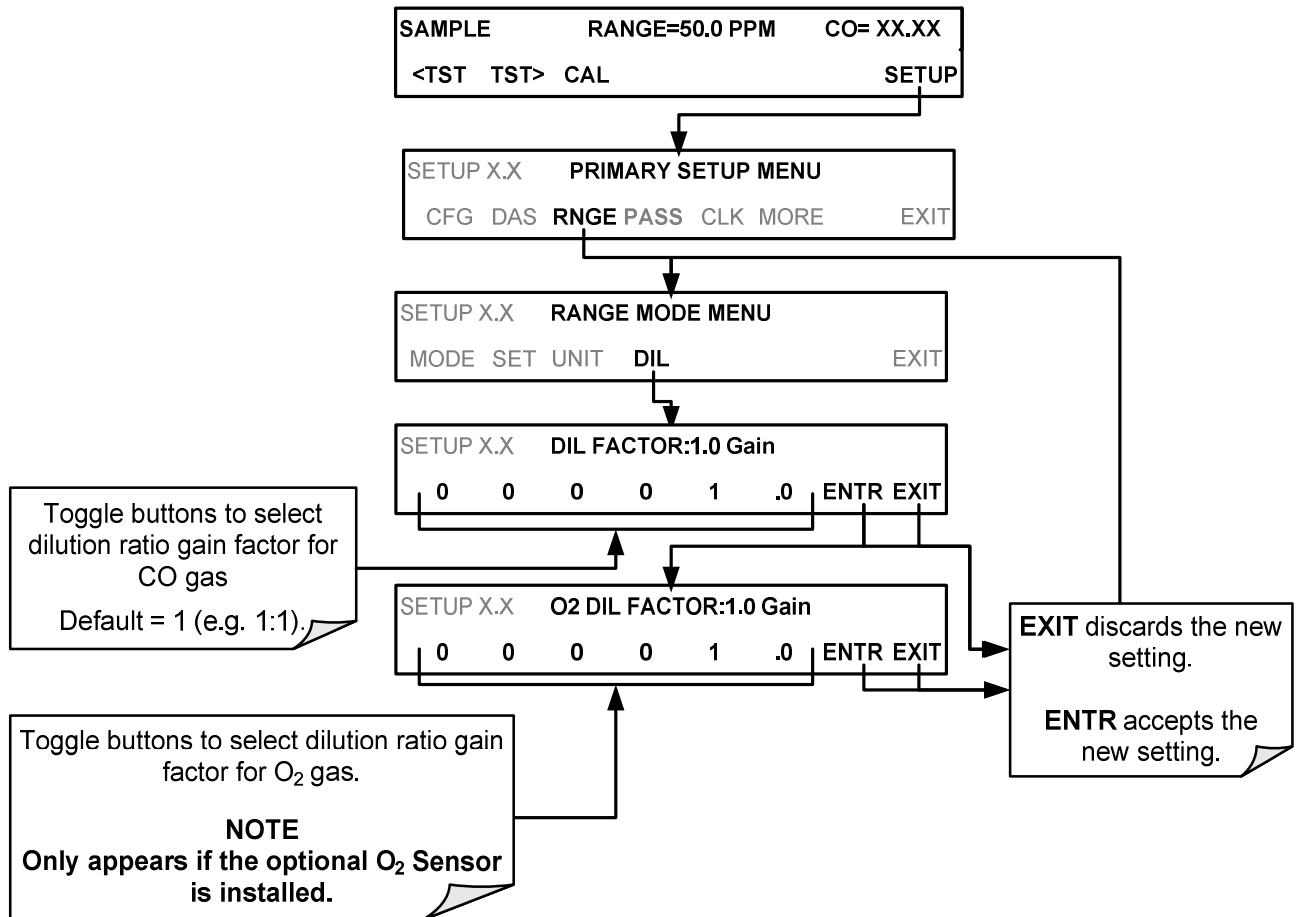 SAMPLE RANGE=50.0 PPM CO= XX.XX
<TST TST> CAL SETUP
SETUP X.X PRIMARY SETUP MENU
CFG DAS RNGE PASS CLK MORE EXIT
SETUP X.X RANGE MODE MENU
MODE SET UNIT DIL EXIT
SETUP X.X DIL FACTOR:1.0 Gain
0 0 0 0 1 .0 ENTR EXIT
Toggle buttons to select
dilution ratio gain factor for
CO gas
Default = 1 (e.g. 1:1).
SETUP X.X O2 DIL FACTOR:1.0 Gain
0 0 0 0 1 .0 ENTR EXIT
EXIT discards the new
setting.
ENTR accepts the
new setting.
Toggle buttons to select dilution ratio gain
factor for O₂ gas.
NOTE
Only appears if the optional O₂ Sensor
is installed.